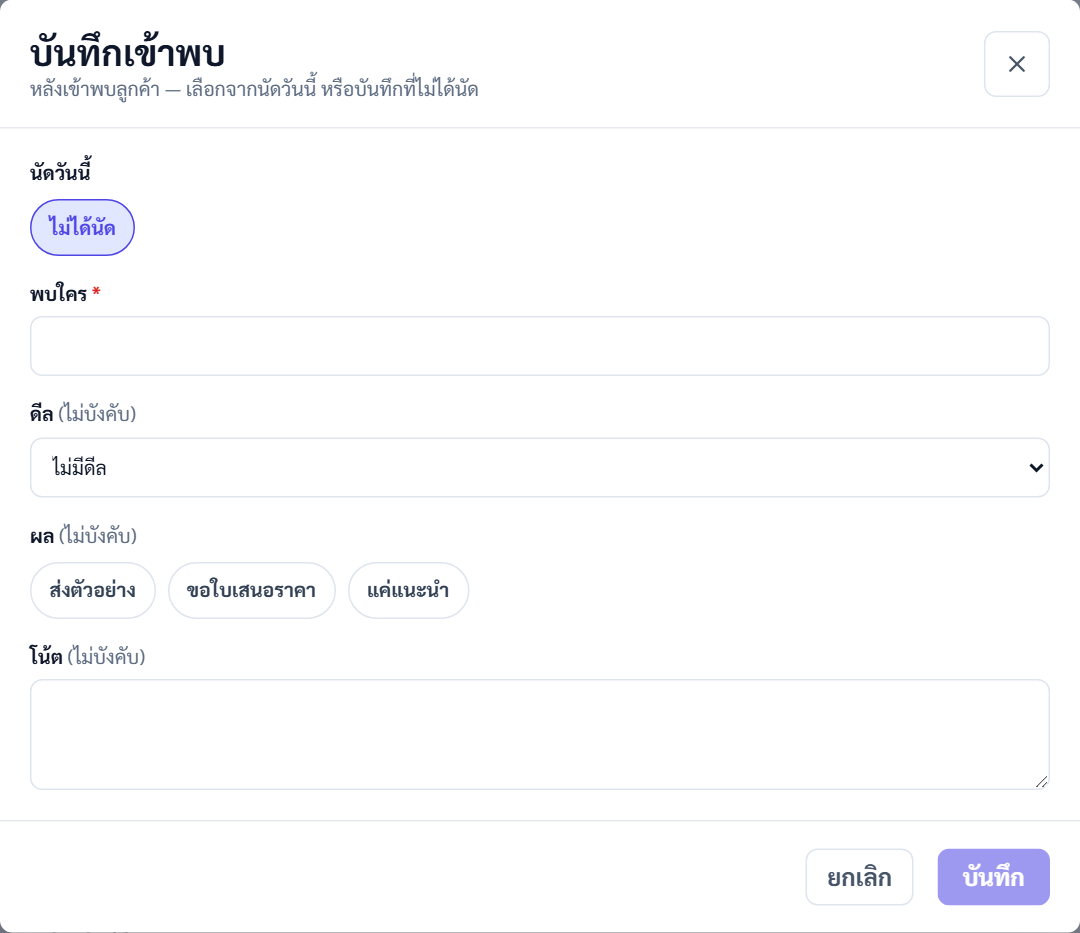 บันทึกเข้าพบ
หลังเข้าพบลูกค้า — เลือกจากนัดวันนี้ หรือบันทึกที่ไม่ได้นัด
นัดวันนี้
ไม่ได้นัด
พบใคร *
ดีล (ไม่บังคับ)
ไม่มีดีล
ผล (ไม่บังคับ)
ส่งตัวอย่าง
ขอใบเสนอราคา
แค่แนะนำ
โน้ต (ไม่บังคับ)
ยกเลิก
บันทึก